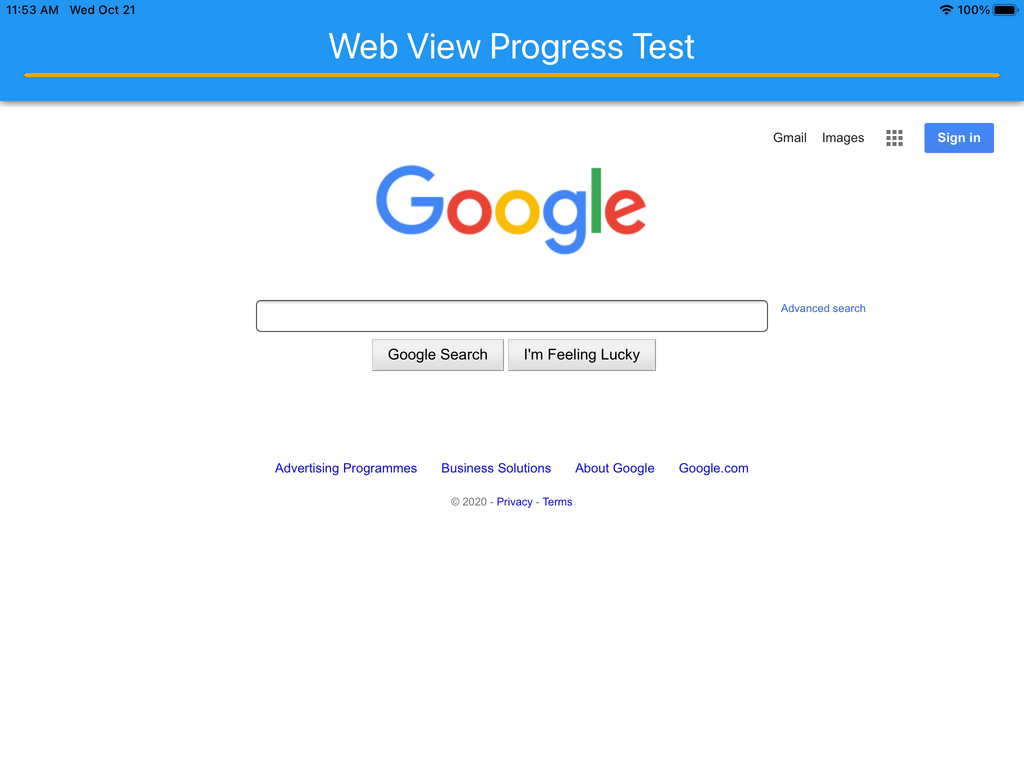 11:53 AM Wed Oct 21 100%
Web View Progress Test
Gmail Images Sign in
Google
Advanced search
Google Search I'm Feeling Lucky
Advertising Programmes Business Solutions About Google Google.com
© 2020 - Privacy - Terms